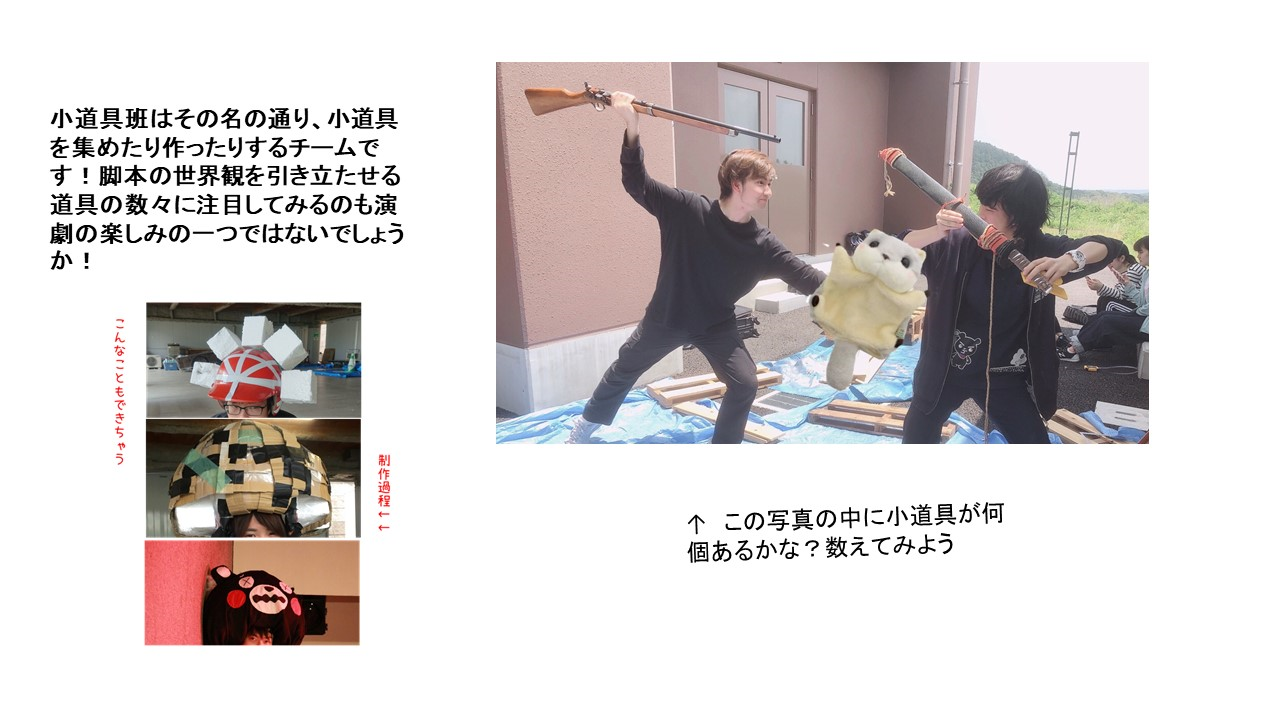 小道具班はその名の通り、小道具
を集めたり作ったりするチームで
す！脚本の世界観を引き立たせる
道具の数々に注目してみるのも演
劇の楽しみの一つではないでしょう
か！
こんなこともできちゃう
制作過程←←
↑　この写真の中に小道具が何
個あるかな？数えてみよう